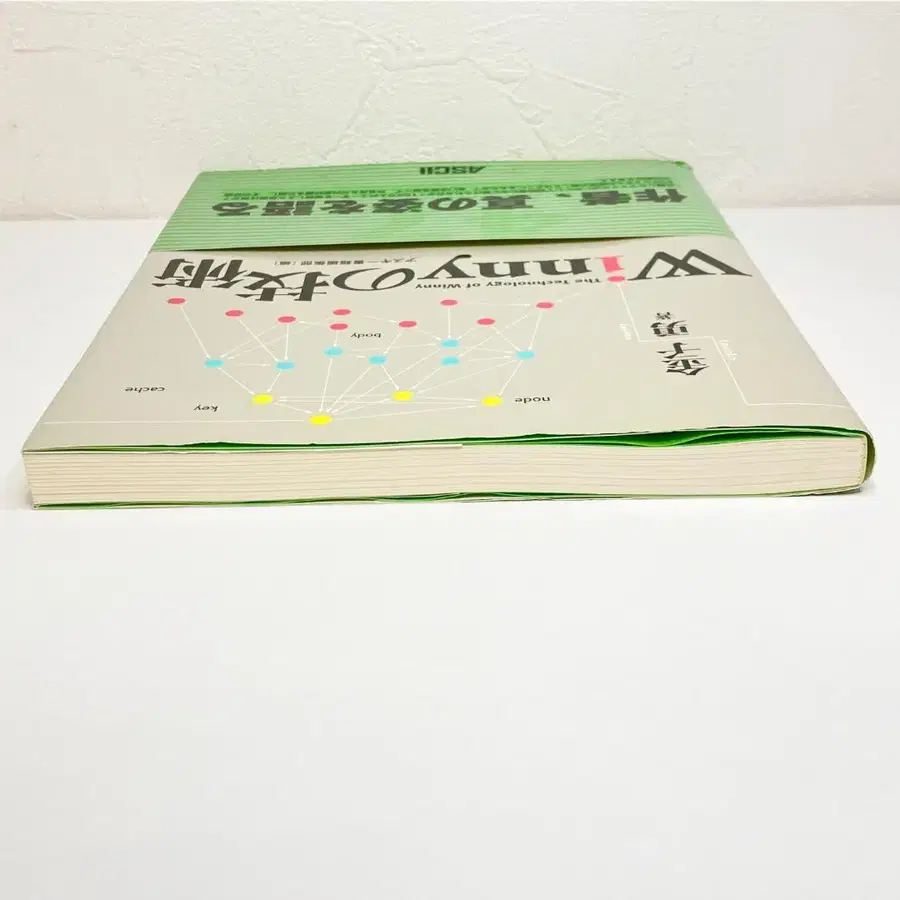 金子 勇 著
Winnyの技術
The Technology of Winny
アスキー書籍編集部 [編]
node
key
cache
body
作者、真の姿を語る
ASCII